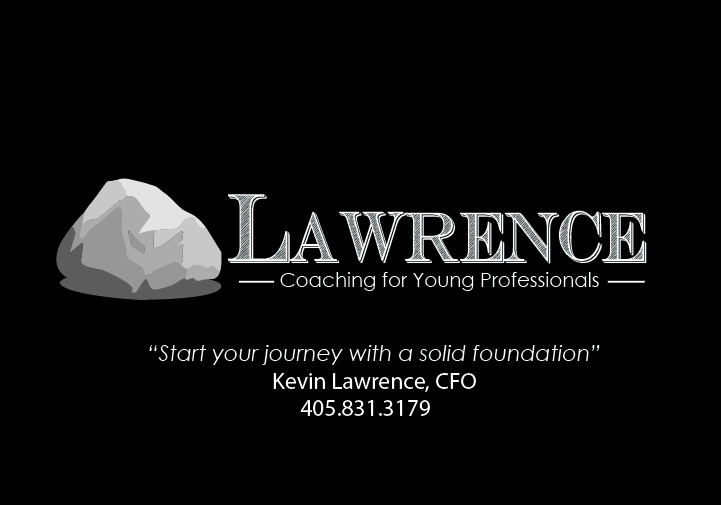 LAWRENCE
Coaching for Young Professionals
“Start your journey with a solid foundation”
Kevin Lawrence, CFO
405.831.3179